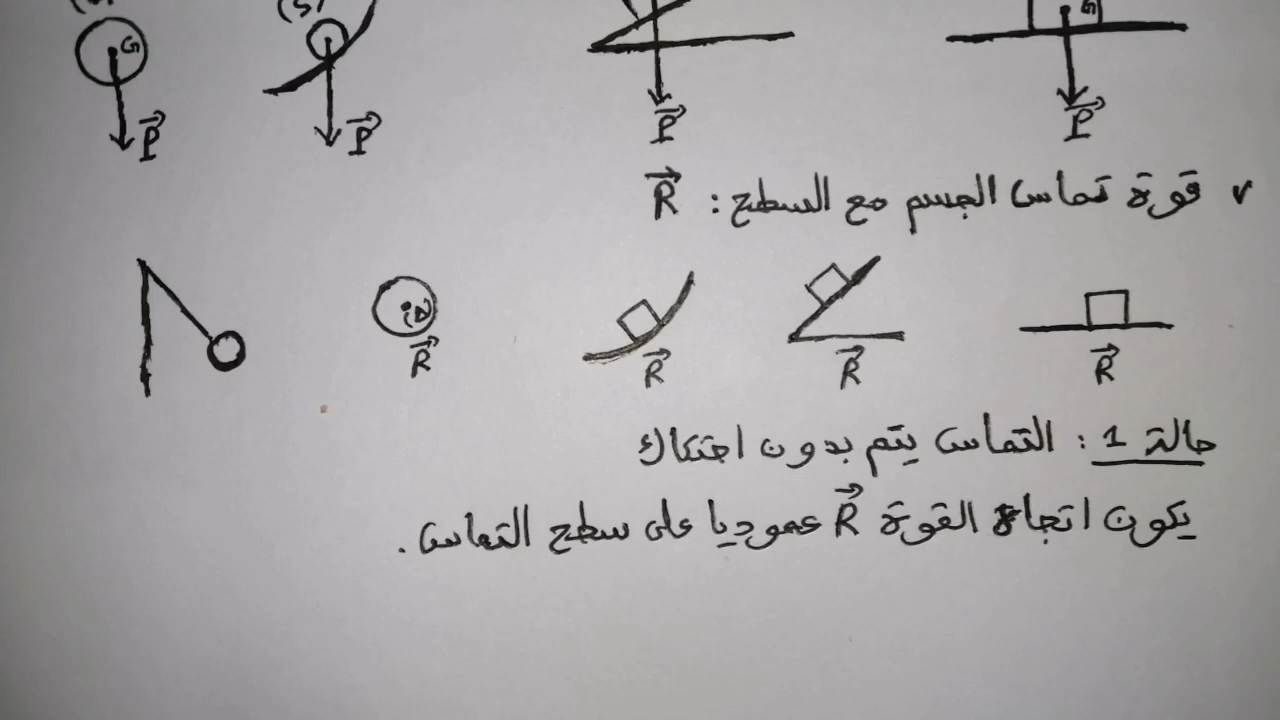 (S) (S)
G G
P⃗ P⃗ P⃗ P⃗
✓ قوة تماس الجسم مع السطح : R⃗
R⃗ R⃗ R⃗ R⃗
حالة 1 : التماس يتم بدون احتكاك
يكون اتجاه القوة R⃗ عموديا على سطح التماس.